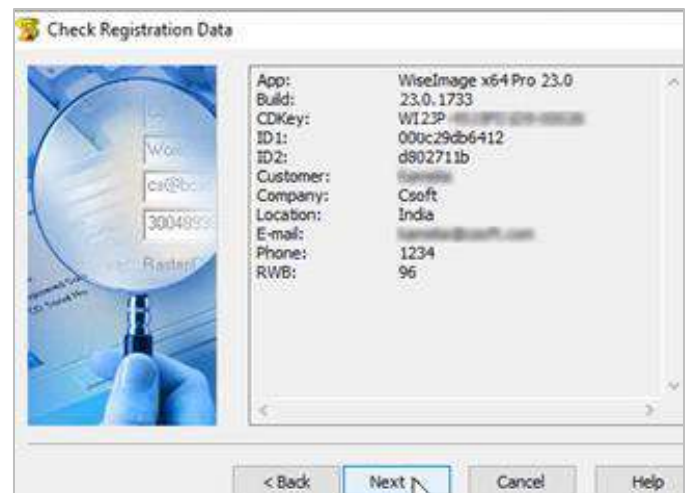 Check Registration Data
App: WiseImage x64 Pro 23.0
Build: 23.0.1733
CDKey: WI23P
ID1: 000c29db6412
ID2: d802711b
Customer:
Company: Csoft
Location: India
E-mail:
Phone: 1234
RWB: 96
< Back Next Cancel Help